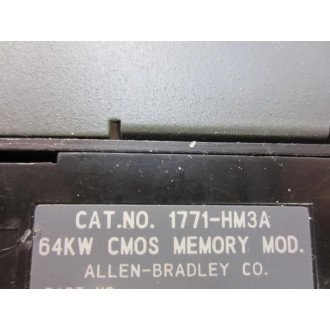 CAT.NO. 1771-HM3A
64KW CMOS MEMORY MOD.
ALLEN-BRADLEY CO.